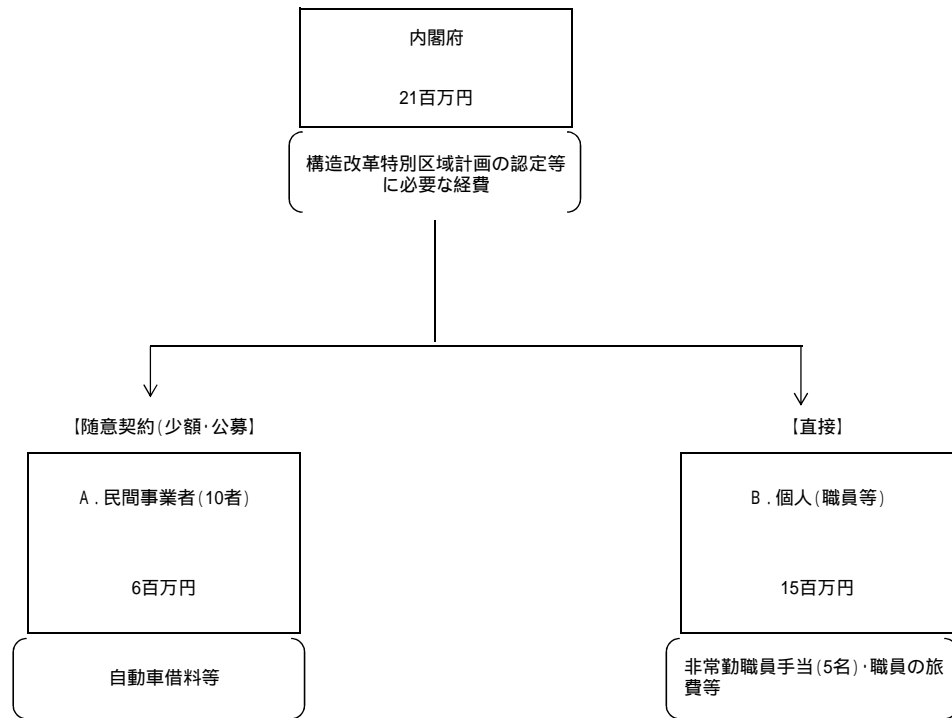 内閣府
21百万円
構造改革特別区域計画の認定等
に必要な経費
【随意契約(少額・公募】
【直接】
A．民間事業者(10者)
6百万円
自動車借料等
B．個人(職員等)
15百万円
非常勤職員手当(5名)・職員の旅
費等